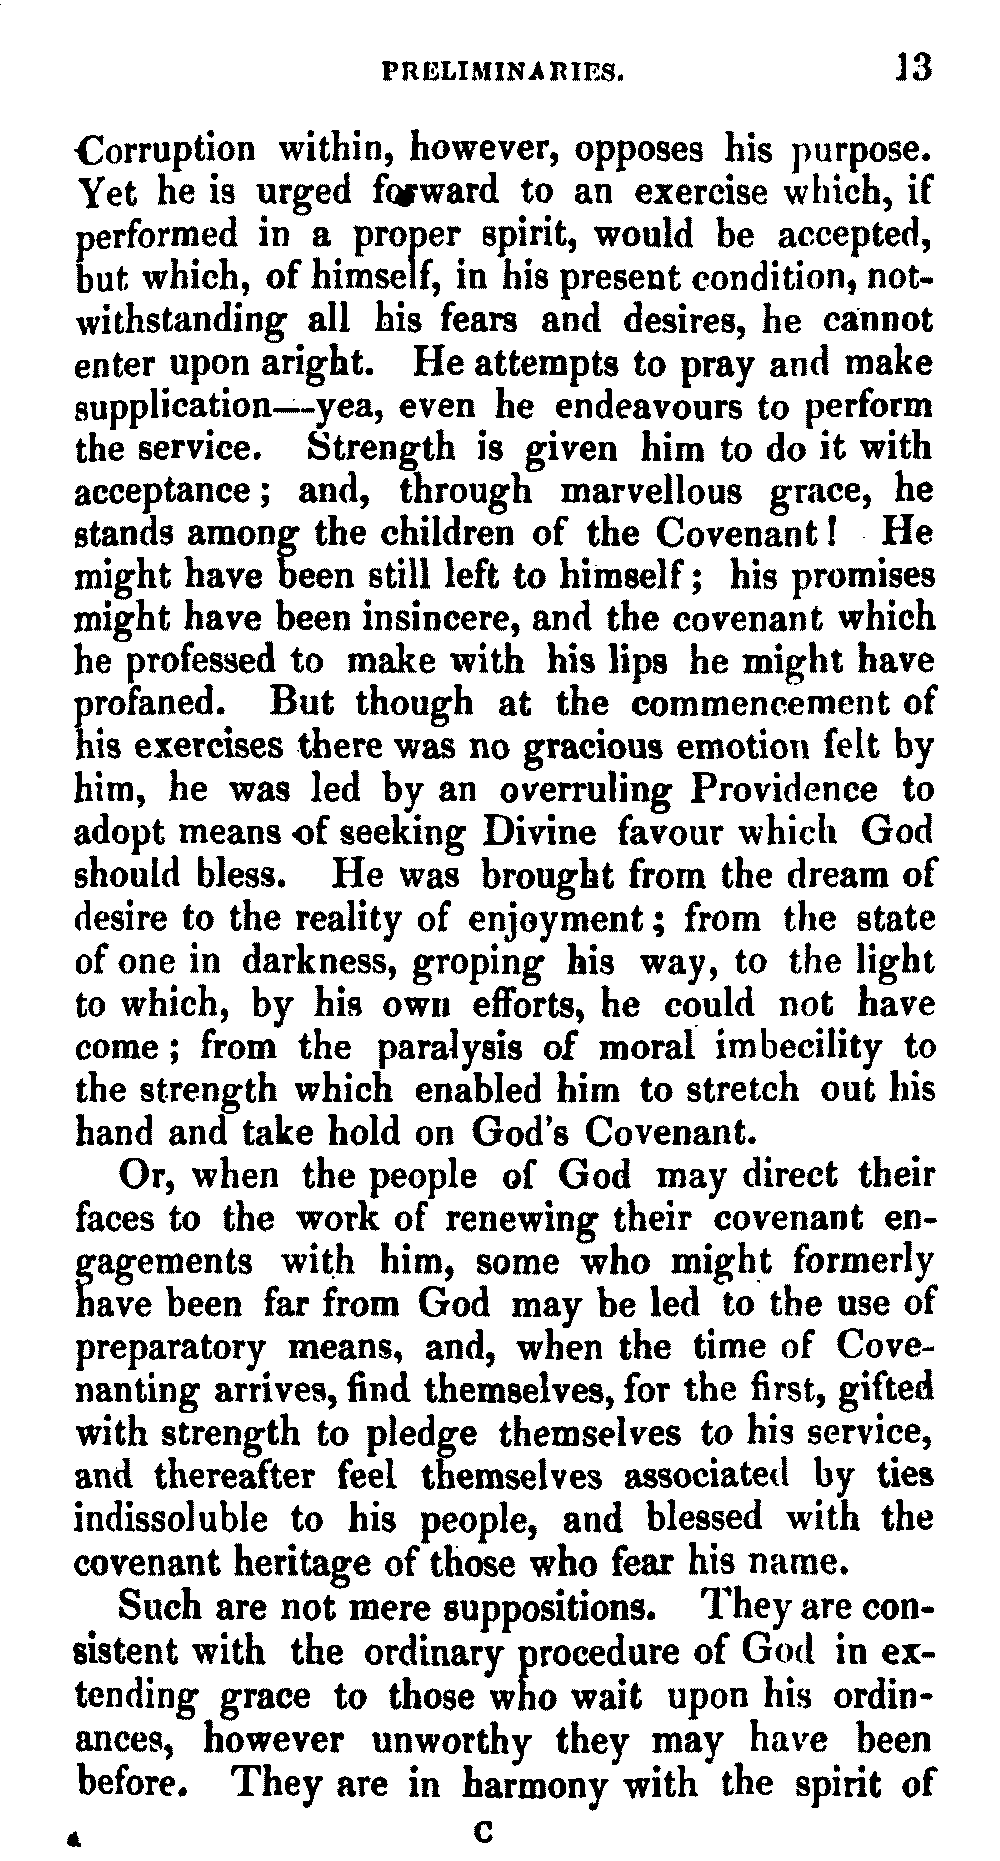 PRELIMINARIES. 13
Corruption within, however, opposes his purpose.
Yet he is urged forward to an exercise which, if
performed in a proper spirit, would be accepted,
but which, of himself, in his present condition, not-
withstanding all his fears and desires, he cannot
enter upon aright. He attempts to pray and make
supplication—yea, even he endeavours to perform
the service. Strength is given him to do it with
acceptance; and, through marvellous grace, he
stands among the children of the Covenant! He
might have been still left to himself; his promises
might have been insincere, and the covenant which
he professed to make with his lips he might have
profaned. But though at the commencement of
his exercises there was no gracious emotion felt by
him, he was led by an overruling Providence to
adopt means of seeking Divine favour which God
should bless. He was brought from the dream of
desire to the reality of enjoyment; from the state
of one in darkness, groping his way, to the light
to which, by his own efforts, he could not have
come; from the paralysis of moral imbecility to
the strength which enabled him to stretch out his
hand and take hold on God's Covenant.
Or, when the people of God may direct their
faces to the work of renewing their covenant en-
gagements with him, some who might formerly
have been far from God may be led to the use of
preparatory means, and, when the time of Cove-
nanting arrives, find themselves, for the first, gifted
with strength to pledge themselves to his service,
and thereafter feel themselves associated by ties
indissoluble to his people, and blessed with the
covenant heritage of those who fear his name.
Such are not mere suppositions. They are con-
sistent with the ordinary procedure of God in ex-
tending grace to those who wait upon his ordin-
ances, however unworthy they may have been
before. They are in harmony with the spirit of
C